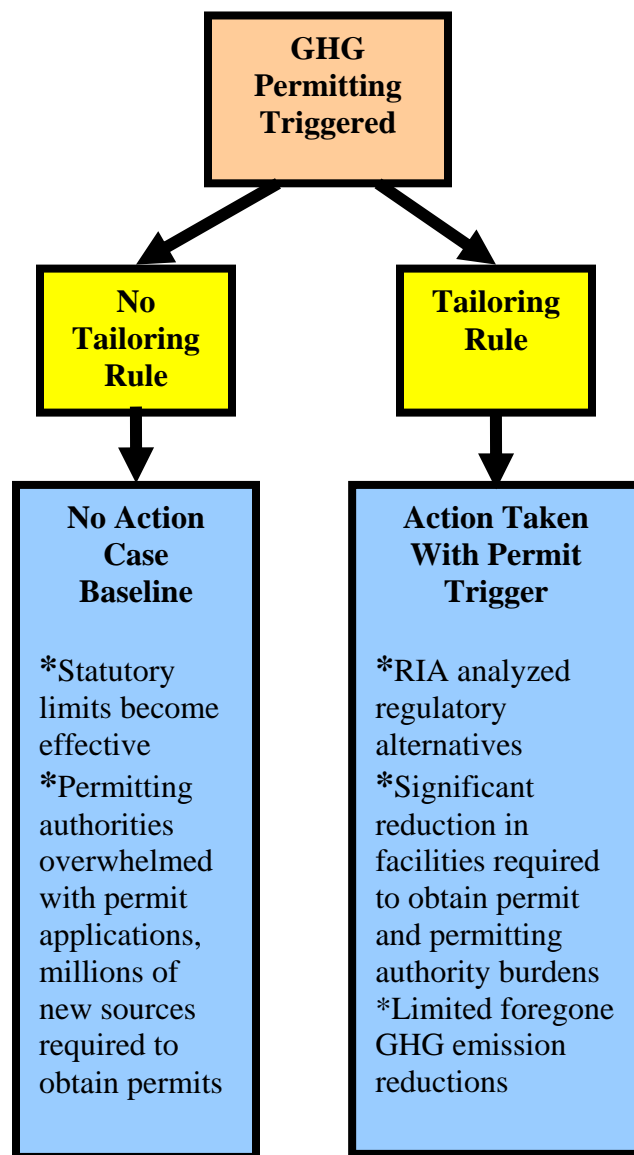 GHG
Permitting
Triggered
No
Tailoring
Rule
Tailoring
Rule
No Action
Case
Baseline
*Statutory
limits become
effective
*Permitting
authorities
overwhelmed
with permit
applications,
millions of
new sources
required to
obtain permits
Action Taken
With Permit
Trigger
*RIA analyzed
regulatory
alternatives
*Significant
reduction in
facilities required
to obtain permit
and permitting
authority burdens
*Limited foregone
GHG emission
reductions